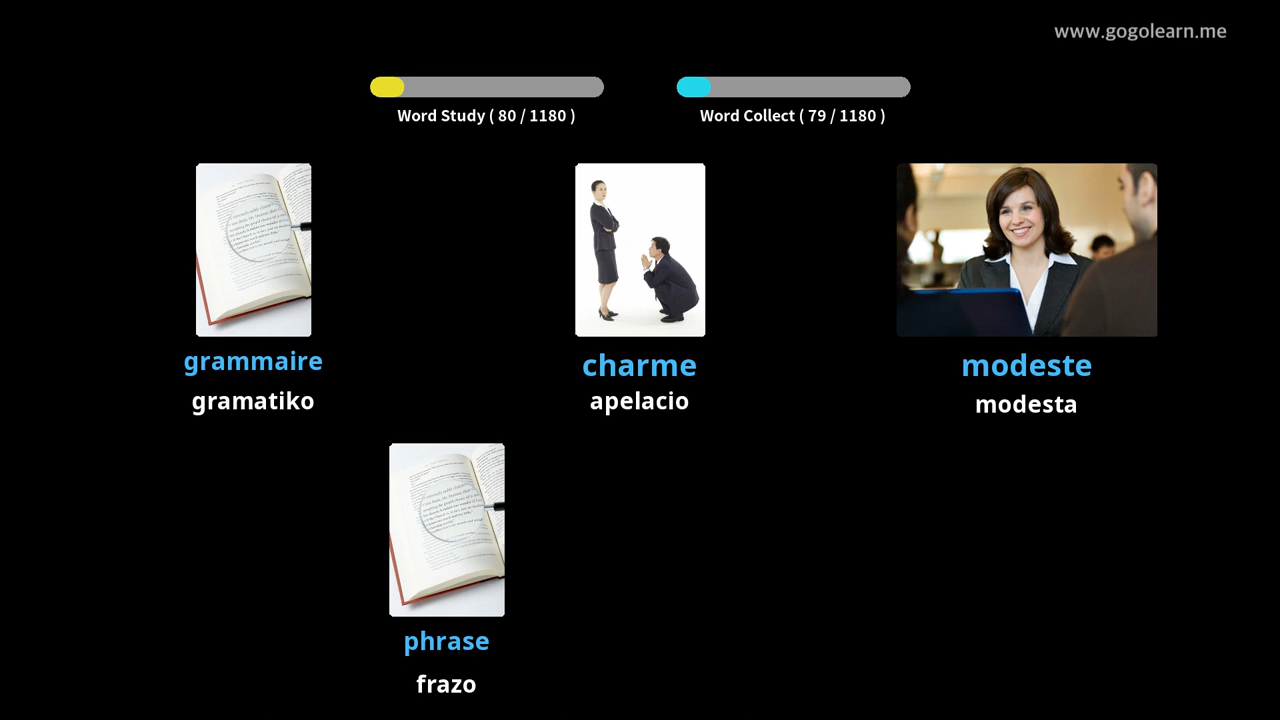 www.gogolearn.me
Word Study ( 80 / 1180 )
Word Collect ( 79 / 1180 )
grammaire
gramatiko
charme
apelacio
modeste
modesta
phrase
frazo